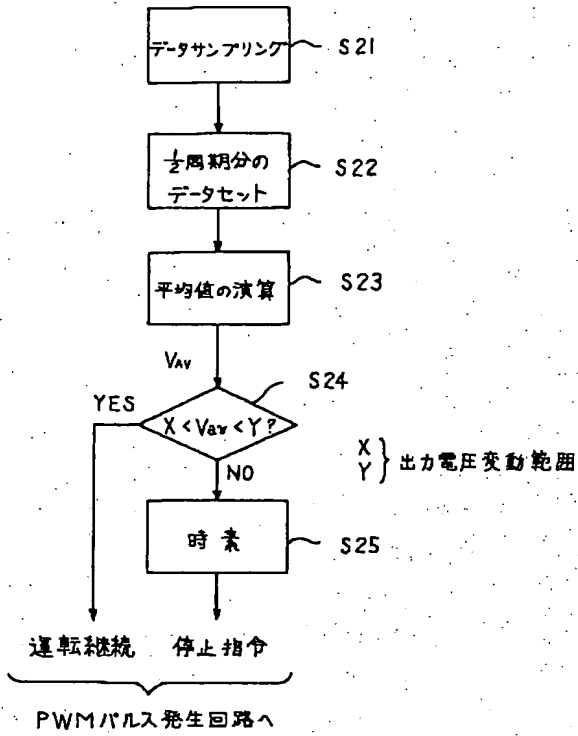 データサンプリング
S21
1/2周期分の
データセット
S22
平均値の演算
S23
VAV
S24
YES
X<Vav<Y?
X
Y
出力電圧変動範囲
NO
時素
S25
運転継続
停止指令
PWMパルス発生回路へ